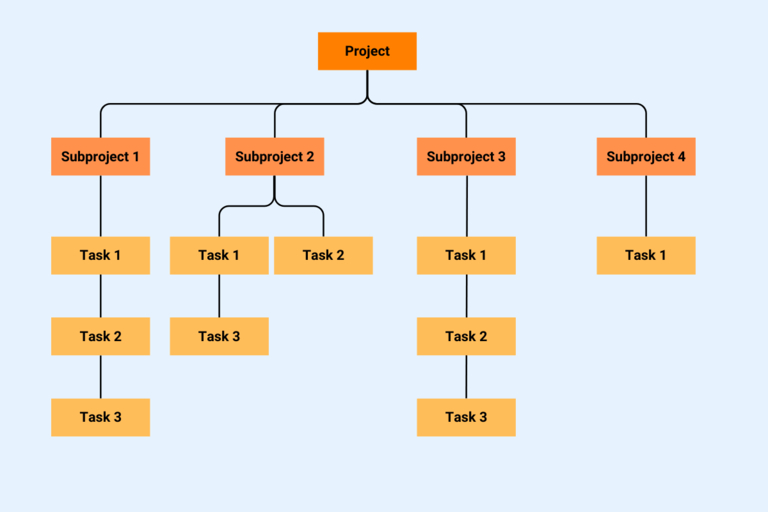 Project
Subproject 1
Subproject 2
Subproject 3
Subproject 4
Task 1
Task 1
Task 2
Task 1
Task 1
Task 2
Task 3
Task 2
Task 3
Task 3